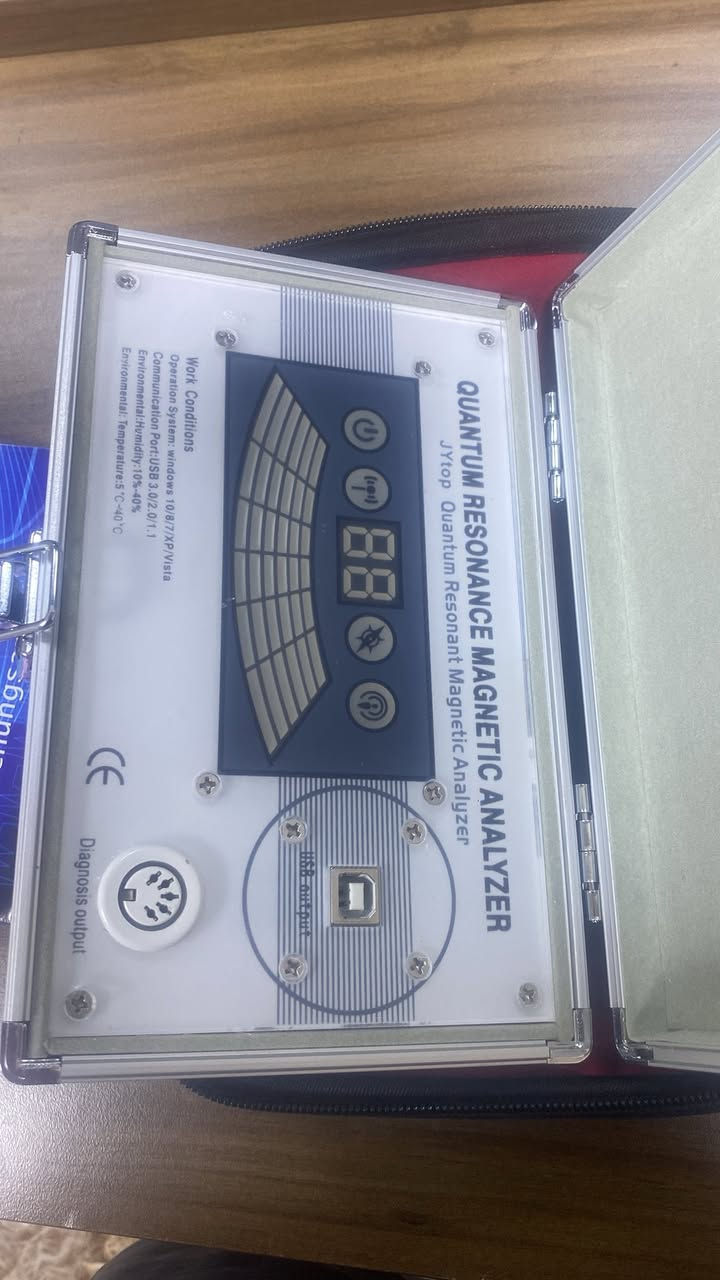 QUANTUM RESONANCE MAGNETIC ANALYZER
JYtop Quantum Resonant Magnetic Analyzer
88
USB output
Work Conditions
Operation System: windows 10/8/7/XP/Vista
Communication Port:USB 3.0/2.0/1.1
Environmental:Humidity:10%-40%
Environmental: Temperature:5℃-40℃
CE
Diagnosis output